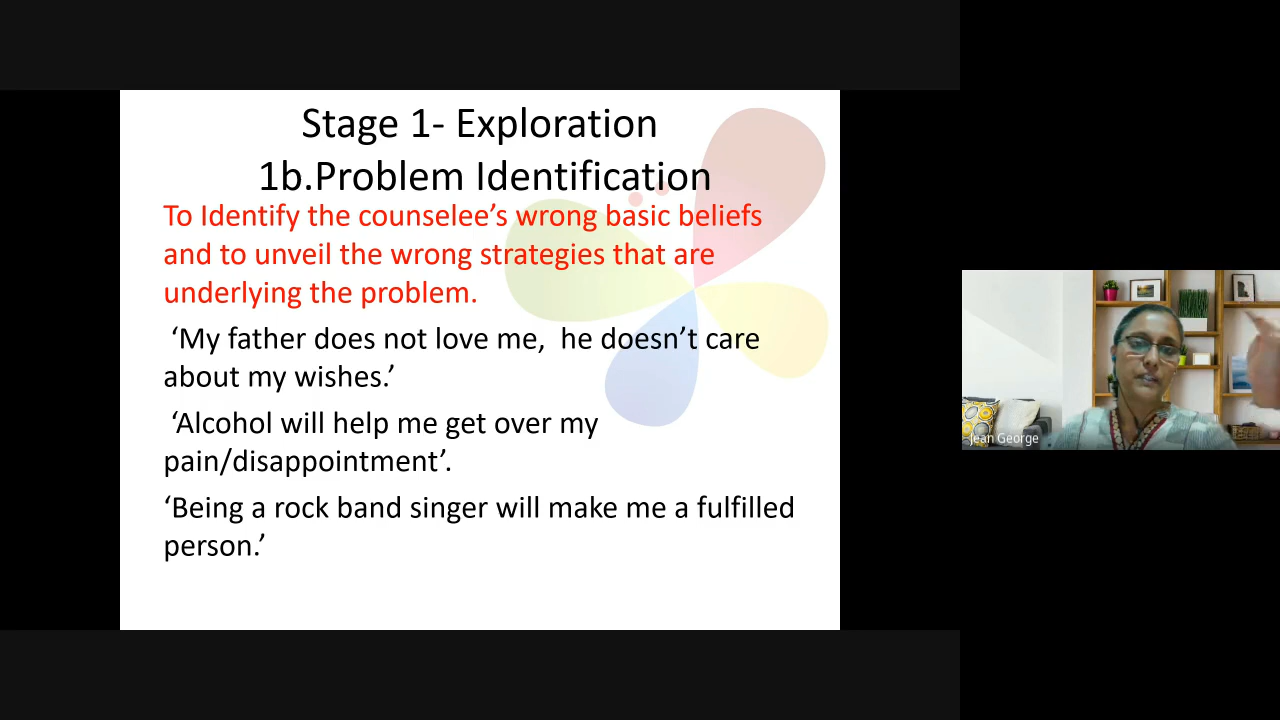 Stage 1- Exploration
1b.Problem Identification
To Identify the counselee’s wrong basic beliefs
and to unveil the wrong strategies that are
underlying the problem.
‘My father does not love me,  he doesn’t care
about my wishes.’
‘Alcohol will help me get over my
pain/disappointment’.
‘Being a rock band singer will make me a fulfilled
person.’
Jean George